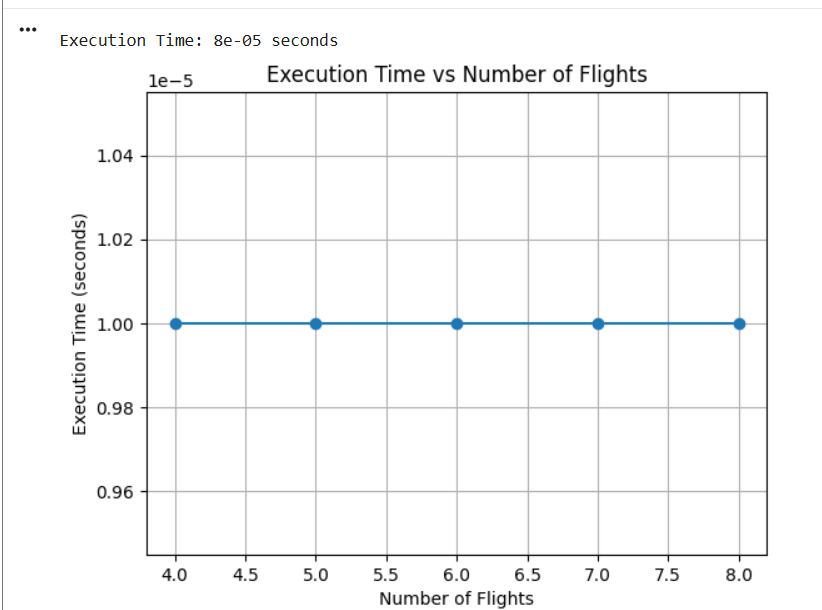 •••
Execution Time: 8e-05 seconds
Execution Time vs Number of Flights
1e−5
1.04
1.02
1.00
0.98
0.96
Execution Time (seconds)
4.0 4.5 5.0 5.5 6.0 6.5 7.0 7.5 8.0
Number of Flights